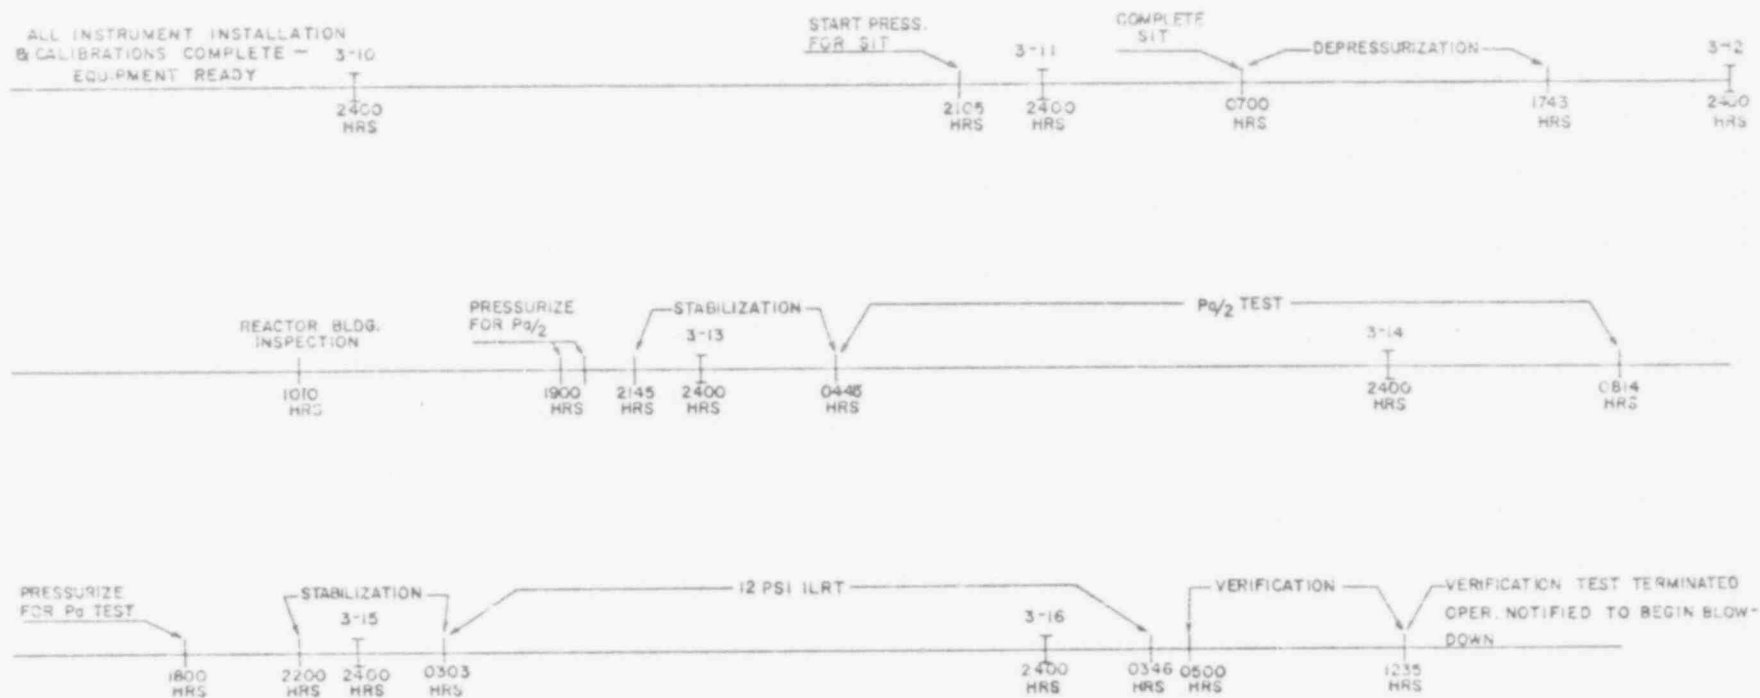 ALL INSTRUMENT INSTALLATION
& CALIBRATIONS COMPLETE —
EQUIPMENT READY
3-10
2400
HRS
START PRESS.
FOR SIT
2105
HRS
3-11
2400
HRS
COMPLETE
SIT
0700
HRS
DEPRESSURIZATION
1743
HRS
3-12
2400
HRS
REACTOR BLDG.
INSPECTION
1010
HRS
PRESSURIZE
FOR Pa/2
1900
HRS
STABILIZATION
2145
HRS
3-13
2400
HRS
HRS
Pa/2 TEST
3-14
2400
HRS
0814
HRS
PRESSURIZE
FOR Pa TEST
1800
HRS
STABILIZATION
2200
HRS
3-15
2400
HRS
0303
HRS
12 PSI ILRT
3-16
2400
HRS
0346
HRS
0500
HRS
VERIFICATION
1235
HRS
VERIFICATION TEST TERMINATED
OPER. NOTIFIED TO BEGIN BLOW-
DOWN